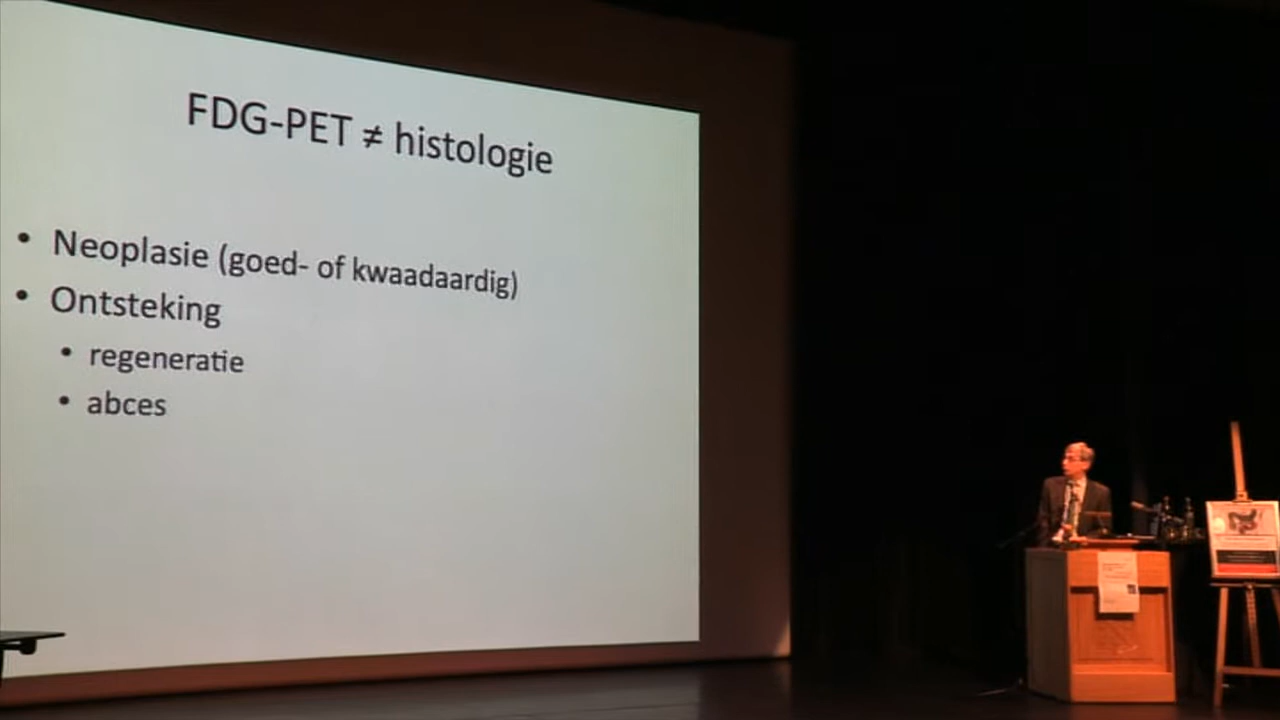 FDG-PET ≠ histologie
• Neoplasie (goed- of kwaadaardig)
• Ontsteking
• regeneratie
• abces